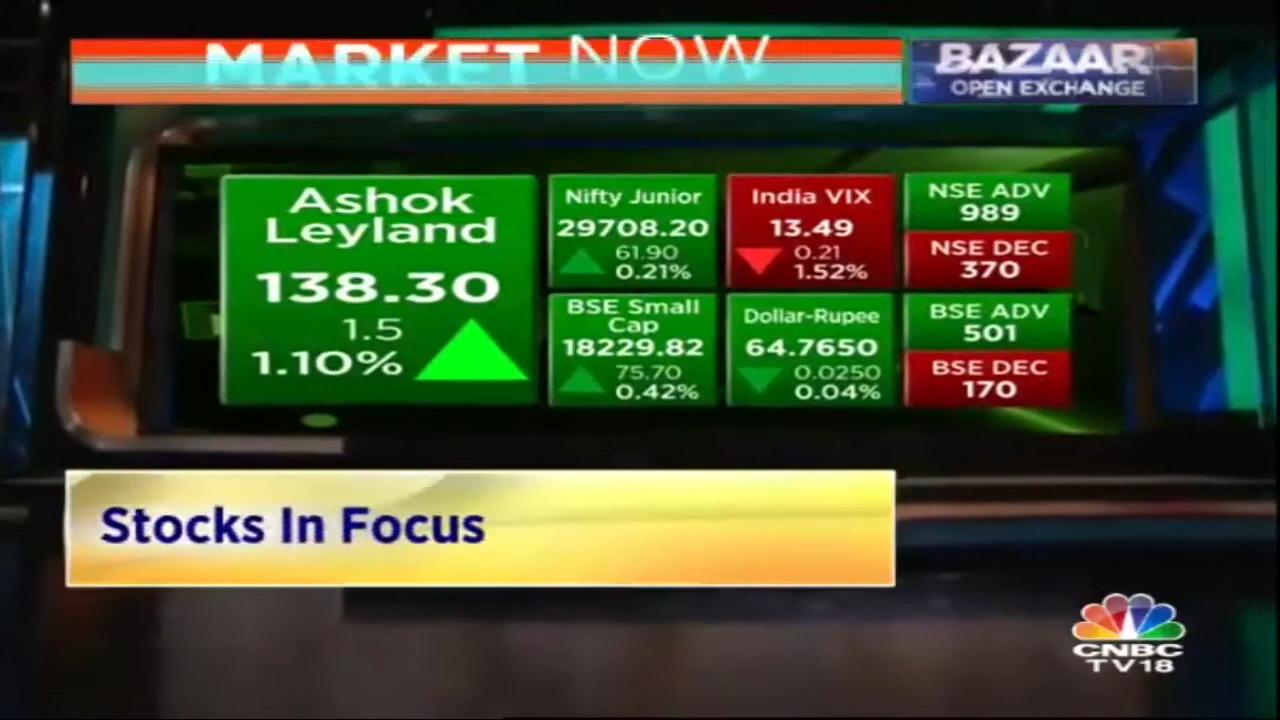 MARKET NOW
BAZAAR
OPEN EXCHANGE
Ashok
Leyland
138.30
1.5
1.10%
Nifty Junior
29708.20
61.90
0.21%
India VIX
13.49
0.21
1.52%
NSE ADV
989
NSE DEC
370
BSE Small
Cap
18229.82
75.70
0.42%
Dollar-Rupee
64.7650
0.0250
0.04%
BSE ADV
501
BSE DEC
170
Stocks In Focus
CNBC
TV18